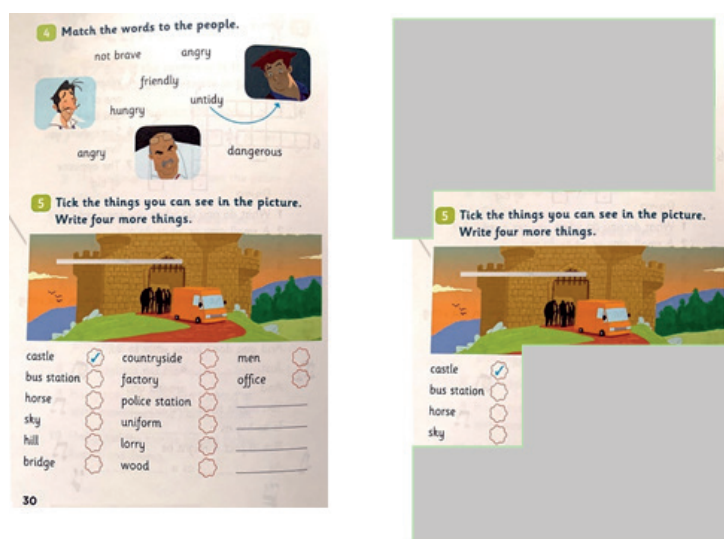 4 Match the words to the people.
not brave angry
friendly
untidy
hungry
angry dangerous
5 Tick the things you can see in the picture.
Write four more things.
castle ✓ countryside men
bus station factory office
horse police station
sky uniform
hill lorry
bridge wood
30
5 Tick the things you can see in the picture.
Write four more things.
castle ✓
bus station
horse
sky